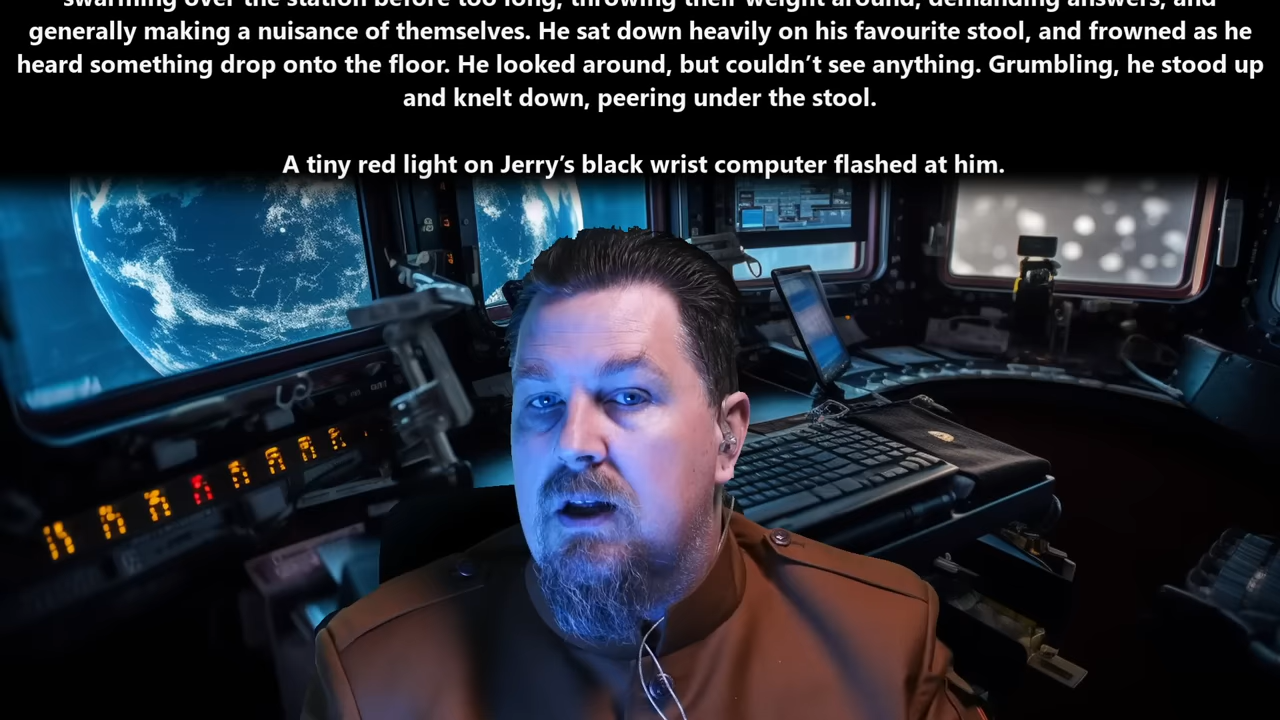 swarming over the station before too long, throwing their weight around, demanding answers, and
generally making a nuisance of themselves. He sat down heavily on his favourite stool, and frowned as he
heard something drop onto the floor. He looked around, but couldn’t see anything. Grumbling, he stood up
and knelt down, peering under the stool.
A tiny red light on Jerry’s black wrist computer flashed at him.